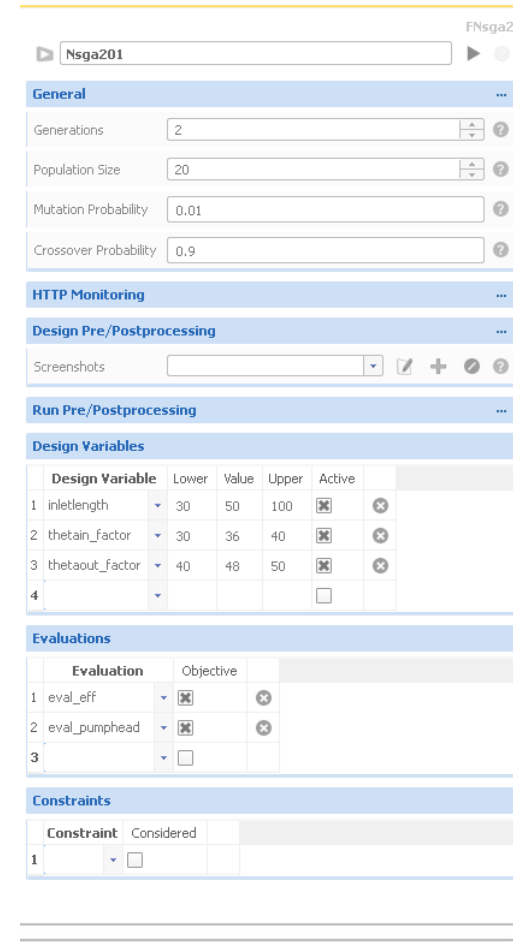 FNsga2
Nsga201
General ...
Generations 2
Population Size 20
Mutation Probability 0.01
Crossover Probability 0.9
HTTP Monitoring ...
Design Pre/Postprocessing ...
Screenshots
Run Pre/Postprocessing ...
Design Variables
Design Variable Lower Value Upper Active
1 inletlength 30 50 100
2 thetain_factor 30 36 40
3 thetaout_factor 40 48 50
4
Evaluations
Evaluation Objective
1 eval_eff
2 eval_pumphead
3
Constraints
Constraint Considered
1